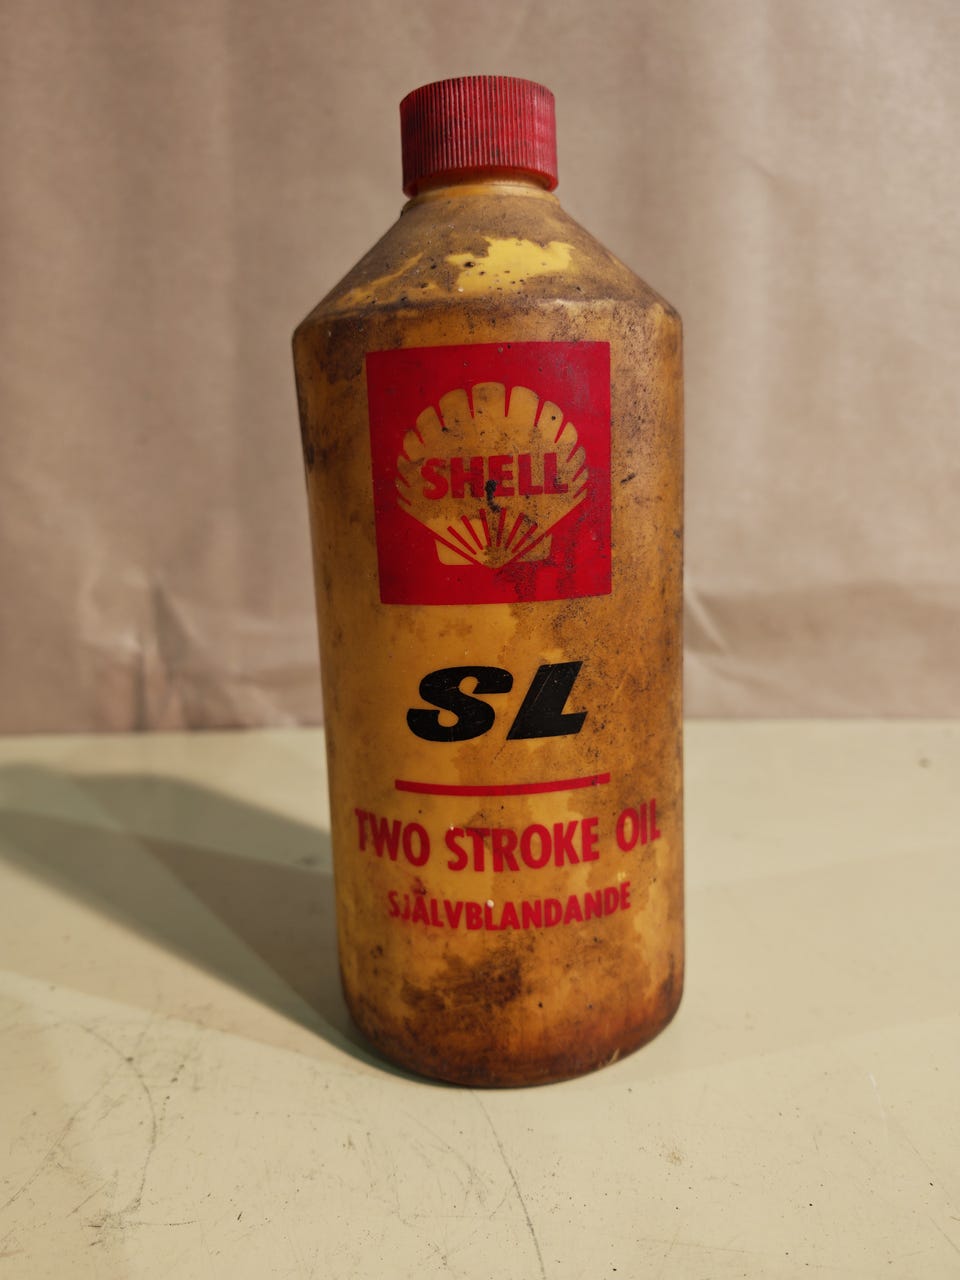 SHELL
SL
TWO STROKE OIL
SJÄLVBLANDANDE